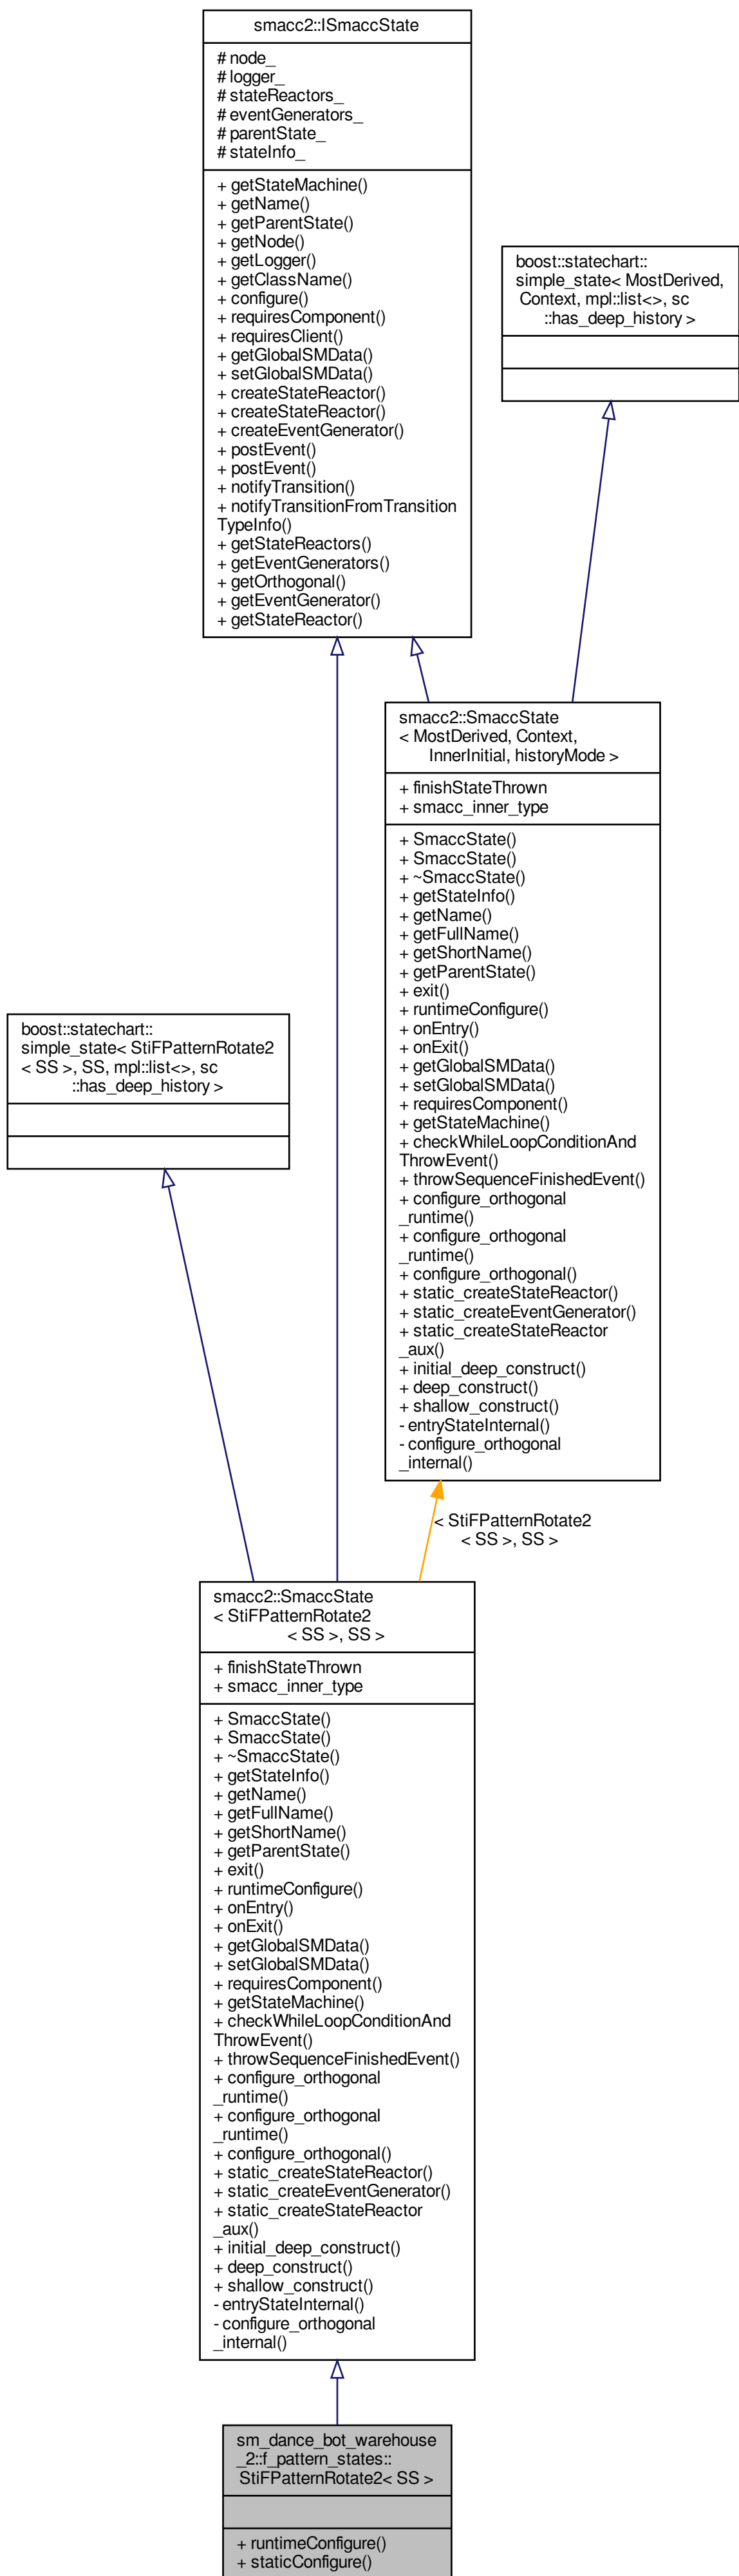 smacc2::ISmaccState
# node_
# logger_
# stateReactors_
# eventGenerators_
# parentState_
# stateInfo_
+ getStateMachine()
+ getName()
+ getParentState()
+ getNode()
+ getLogger()
+ getClassName()
+ configure()
+ requiresComponent()
+ requiresClient()
+ getGlobalSMData()
+ setGlobalSMData()
+ createStateReactor()
+ createStateReactor()
+ createEventGenerator()
+ postEvent()
+ postEvent()
+ notifyTransition()
+ notifyTransitionFromTransition
TypeInfo()
+ getStateReactors()
+ getEventGenerators()
+ getOrthogonal()
+ getEventGenerator()
+ getStateReactor()
boost::statechart::
simple_state< MostDerived,
Context, mpl::list<>, sc
::has_deep_history >
smacc2::SmaccState
< MostDerived, Context,
InnerInitial, historyMode >
+ finishStateThrown
+ smacc_inner_type
+ SmaccState()
+ SmaccState()
+ ~SmaccState()
+ getStateInfo()
+ getName()
+ getFullName()
+ getShortName()
+ getParentState()
+ exit()
+ runtimeConfigure()
+ onEntry()
+ onExit()
+ getGlobalSMData()
+ setGlobalSMData()
+ requiresComponent()
+ getStateMachine()
+ checkWhileLoopConditionAnd
ThrowEvent()
+ throwSequenceFinishedEvent()
+ configure_orthogonal
_runtime()
+ configure_orthogonal
_runtime()
+ configure_orthogonal()
+ static_createStateReactor()
+ static_createEventGenerator()
+ static_createStateReactor
_aux()
+ initial_deep_construct()
+ deep_construct()
+ shallow_construct()
- entryStateInternal()
- configure_orthogonal
_internal()
boost::statechart::
simple_state< StiFPatternRotate2
< SS >, SS, mpl::list<>, sc
::has_deep_history >
< StiFPatternRotate2
< SS >, SS >
smacc2::SmaccState
< StiFPatternRotate2
< SS >, SS >
+ finishStateThrown
+ smacc_inner_type
+ SmaccState()
+ SmaccState()
+ ~SmaccState()
+ getStateInfo()
+ getName()
+ getFullName()
+ getShortName()
+ getParentState()
+ exit()
+ runtimeConfigure()
+ onEntry()
+ onExit()
+ getGlobalSMData()
+ setGlobalSMData()
+ requiresComponent()
+ getStateMachine()
+ checkWhileLoopConditionAnd
ThrowEvent()
+ throwSequenceFinishedEvent()
+ configure_orthogonal
_runtime()
+ configure_orthogonal
_runtime()
+ configure_orthogonal()
+ static_createStateReactor()
+ static_createEventGenerator()
+ static_createStateReactor
_aux()
+ initial_deep_construct()
+ deep_construct()
+ shallow_construct()
- entryStateInternal()
- configure_orthogonal
_internal()
sm_dance_bot_warehouse
_2::f_pattern_states::
StiFPatternRotate2< SS >
+ runtimeConfigure()
+ staticConfigure()